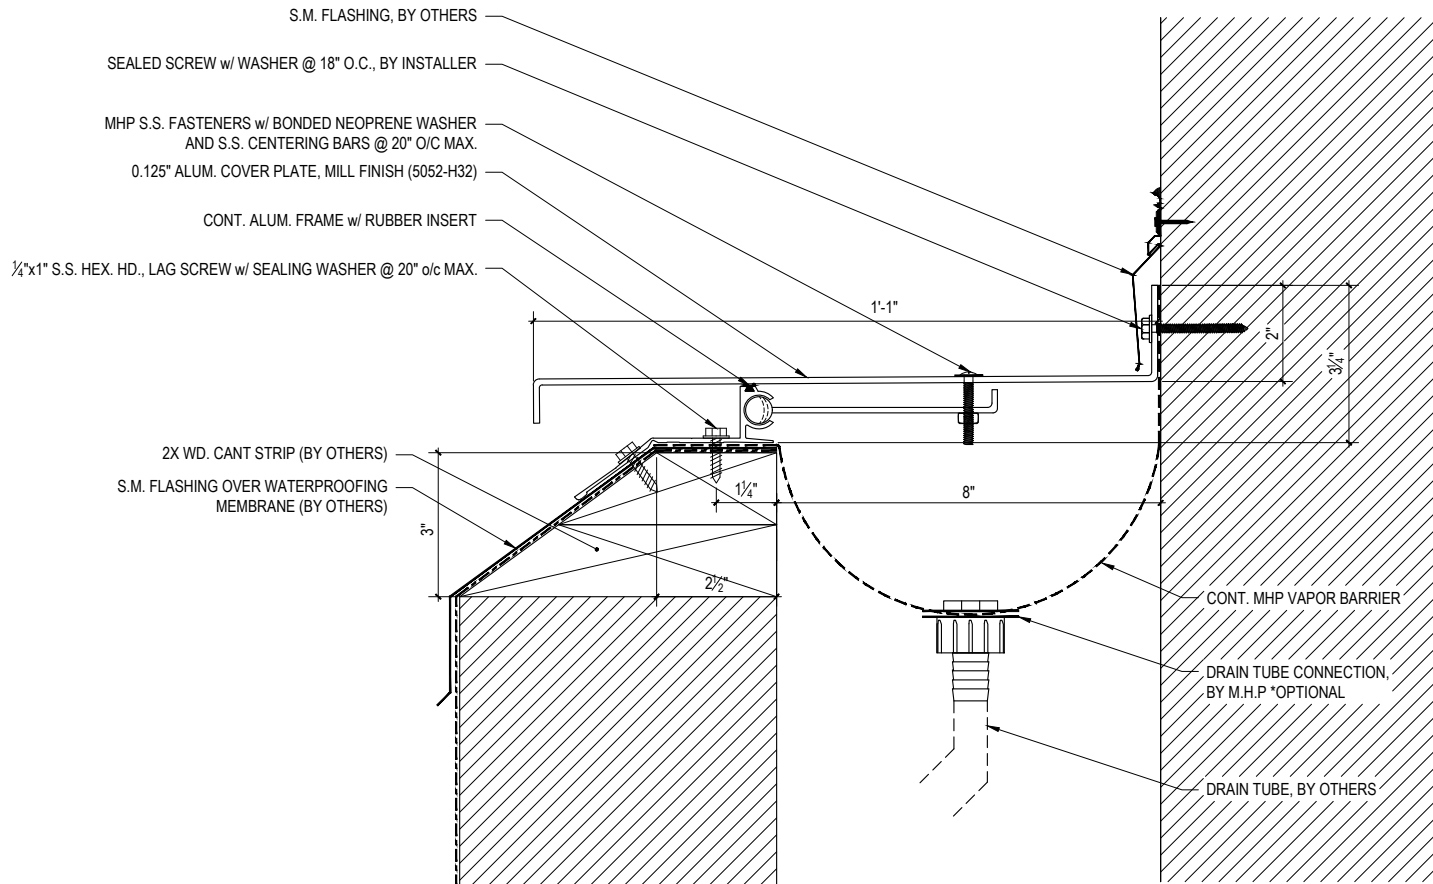 S.M. FLASHING, BY OTHERS
SEALED SCREW w/ WASHER @ 18" O.C., BY INSTALLER
MHP S.S. FASTENERS w/ BONDED NEOPRENE WASHER
AND S.S. CENTERING BARS @ 20" O/C MAX.
0.125" ALUM. COVER PLATE, MILL FINISH (5052-H32)
CONT. ALUM. FRAME w/ RUBBER INSERT
¼"x1" S.S. HEX. HD., LAG SCREW w/ SEALING WASHER @ 20" o/c MAX.
1'-1"
2"
3¼"
2X WD. CANT STRIP (BY OTHERS)
S.M. FLASHING OVER WATERPROOFING
MEMBRANE (BY OTHERS)
3"
1¼"
8"
2½"
CONT. MHP VAPOR BARRIER
DRAIN TUBE CONNECTION,
BY M.H.P *OPTIONAL
DRAIN TUBE, BY OTHERS